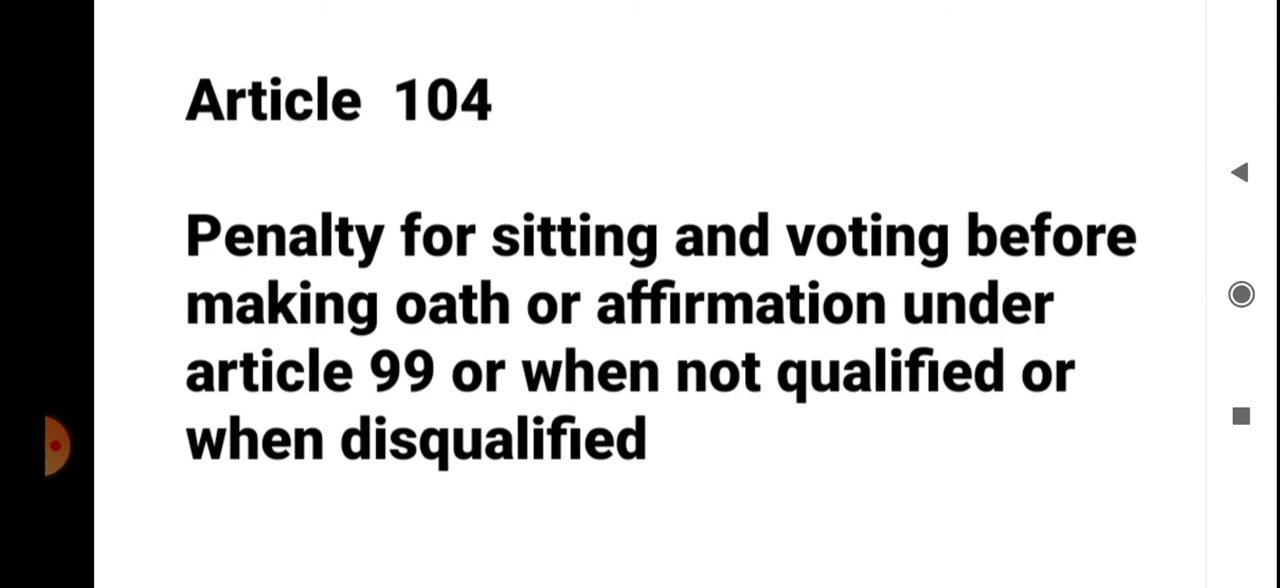 Article 104
Penalty for sitting and voting before
making oath or affirmation under
article 99 or when not qualified or
when disqualified